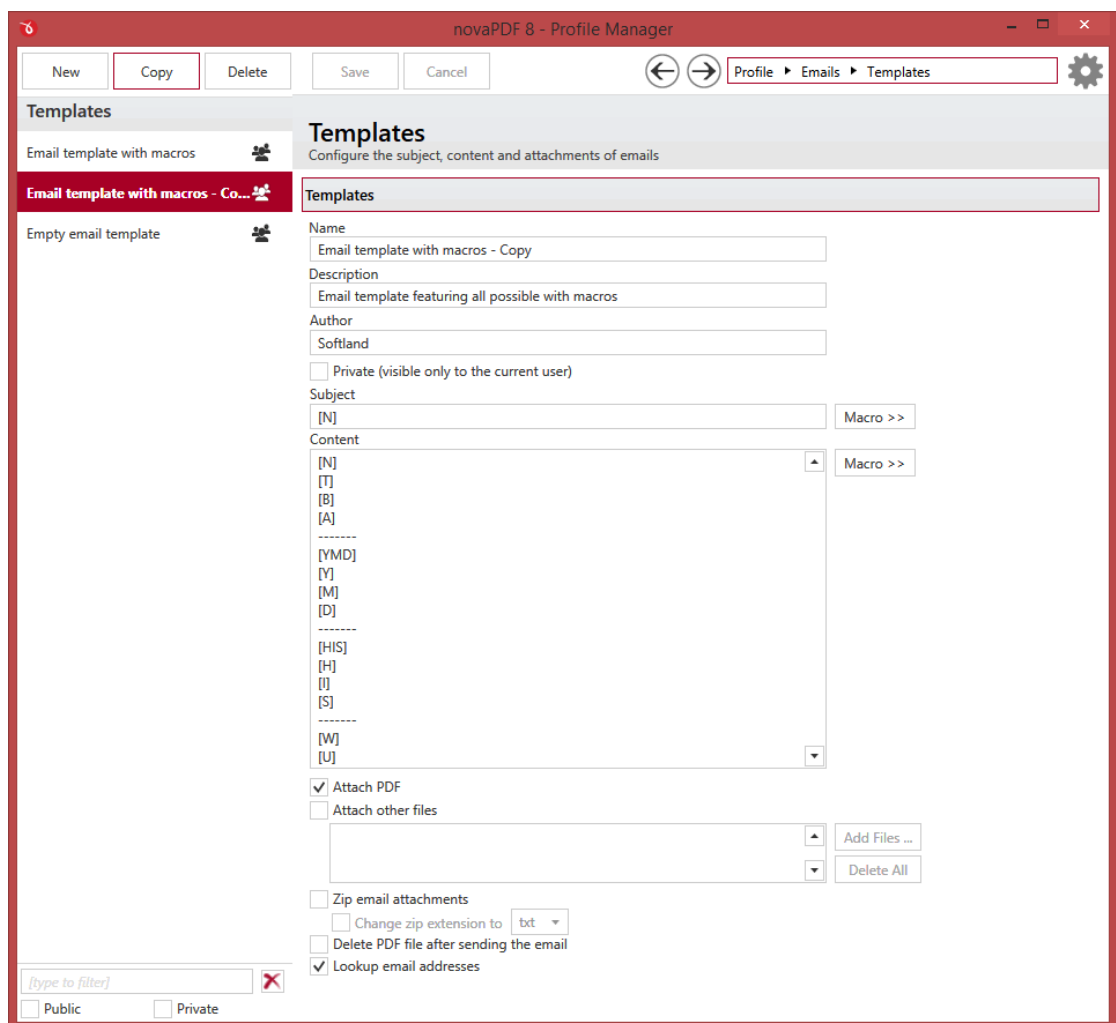 novaPDF 8 - Profile Manager
New Copy Delete Save Cancel Profile Emails Templates
Templates
Email template with macros
Email template with macros - Co...
Empty email template
[type to filter]
Public Private
Templates
Configure the subject, content and attachments of emails
Templates
Name
Email template with macros - Copy
Description
Email template featuring all possible with macros
Author
Softland
Private (visible only to the current user)
Subject
[N] Macro >>
Content
[N] Macro >>
[T]
[B]
[A]
-------
[YMD]
[Y]
[M]
[D]
-------
[HIS]
[H]
[I]
[S]
-------
[W]
[U]
Attach PDF
Attach other files
Add Files ...
Delete All
Zip email attachments
Change zip extension to txt
Delete PDF file after sending the email
Lookup email addresses